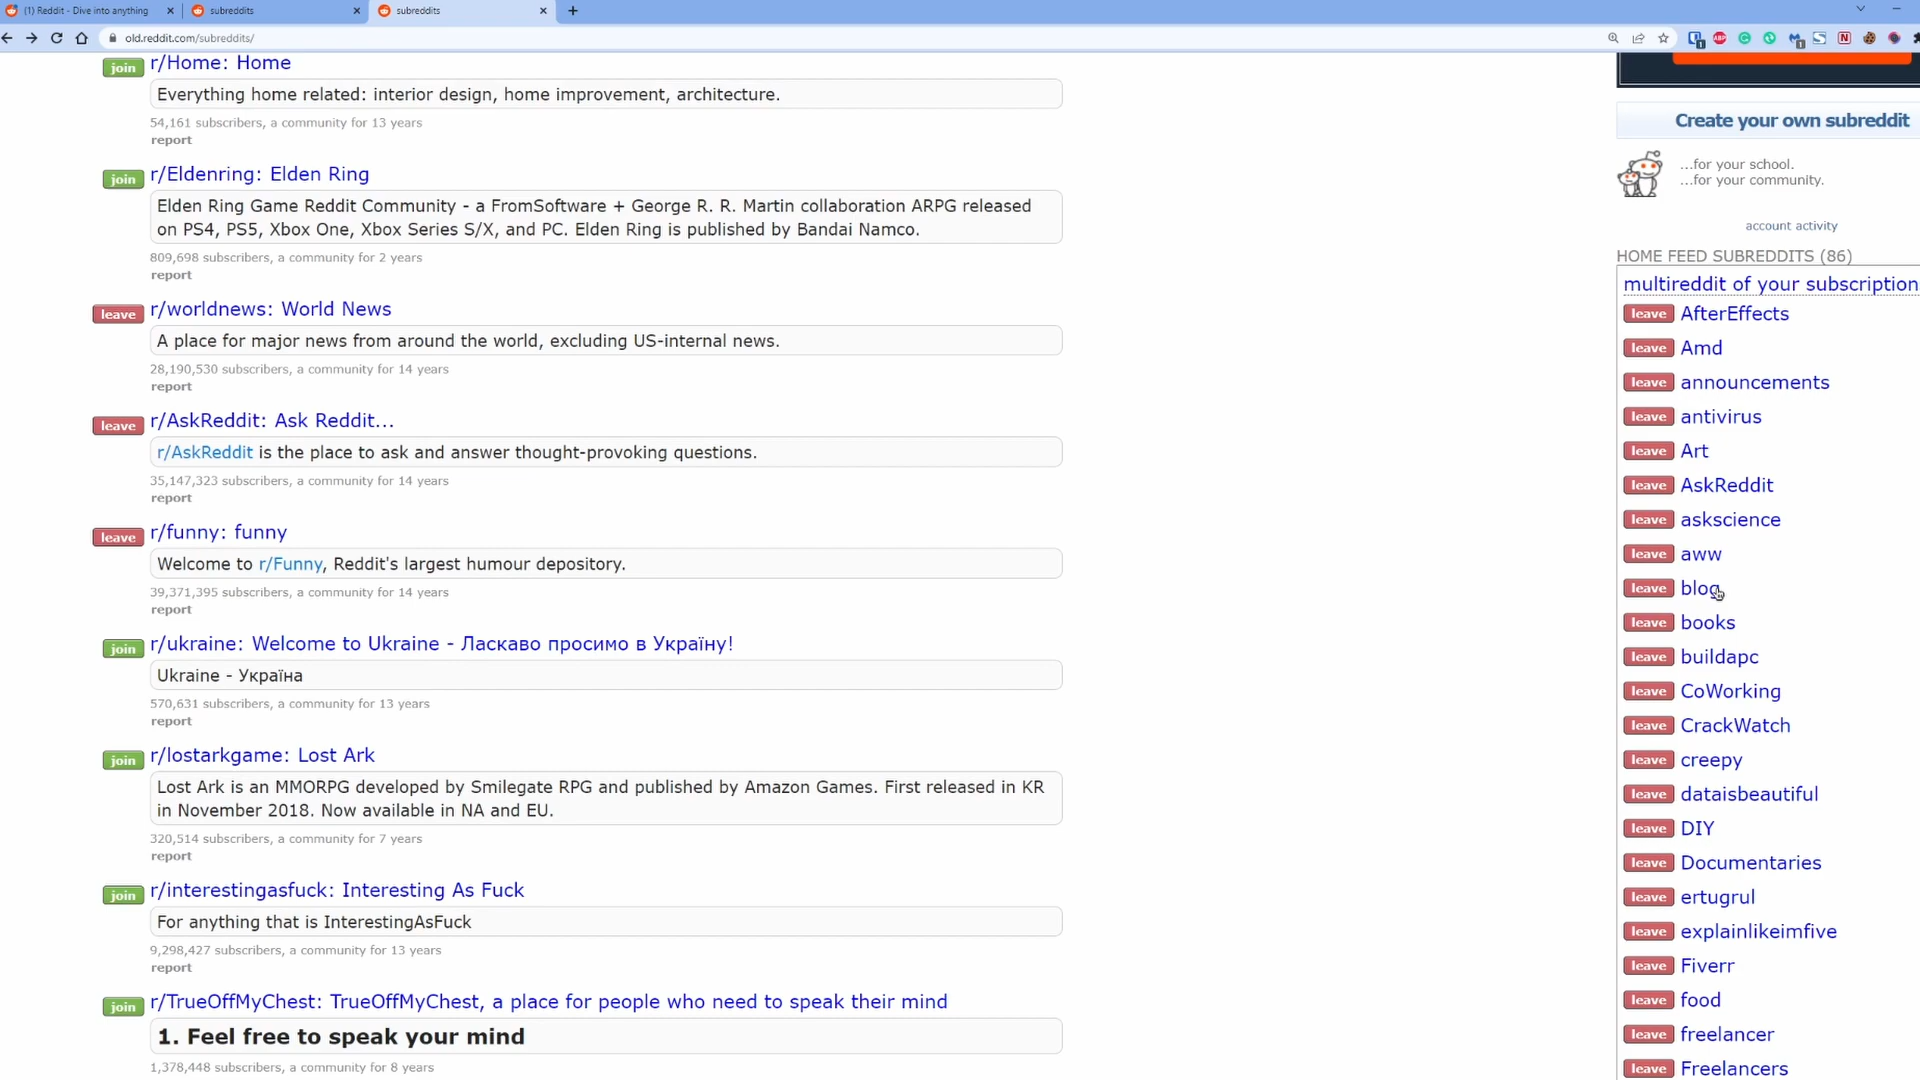 (1) Reddit - Dive into anything
subreddits
subreddits
old.reddit.com/subreddits/
join r/Home: Home
Everything home related: interior design, home improvement, architecture.
54,161 subscribers, a community for 13 years
report
join r/Eldenring: Elden Ring
Elden Ring Game Reddit Community - a FromSoftware + George R. R. Martin collaboration ARPG released
on PS4, PS5, Xbox One, Xbox Series S/X, and PC. Elden Ring is published by Bandai Namco.
809,698 subscribers, a community for 2 years
report
leave r/worldnews: World News
A place for major news from around the world, excluding US-internal news.
28,190,530 subscribers, a community for 14 years
report
leave r/AskReddit: Ask Reddit...
r/AskReddit is the place to ask and answer thought-provoking questions.
35,147,323 subscribers, a community for 14 years
report
leave r/funny: funny
Welcome to r/Funny, Reddit's largest humour depository.
39,371,395 subscribers, a community for 14 years
report
join r/ukraine: Welcome to Ukraine - Ласкаво просимо в Україну!
Ukraine - Україна
570,631 subscribers, a community for 13 years
report
join r/lostarkgame: Lost Ark
Lost Ark is an MMORPG developed by Smilegate RPG and published by Amazon Games. First released in KR
in November 2018. Now available in NA and EU.
320,514 subscribers, a community for 7 years
report
join r/interestingasfuck: Interesting As Fuck
For anything that is InterestingAsFuck
9,298,427 subscribers, a community for 13 years
report
join r/TrueOffMyChest: TrueOffMyChest, a place for people who need to speak their mind
1. Feel free to speak your mind
1,378,448 subscribers, a community for 8 years
Create your own subreddit
...for your school.
...for your community.
account activity
HOME FEED SUBREDDITS (86)
multireddit of your subscription
leave AfterEffects
leave Amd
leave announcements
leave antivirus
leave Art
leave AskReddit
leave askscience
leave aww
leave blog
leave books
leave buildapc
leave CoWorking
leave CrackWatch
leave creepy
leave dataisbeautiful
leave DIY
leave Documentaries
leave ertugrul
leave explainlikeimfive
leave Fiverr
leave food
leave freelancer
leave Freelancers